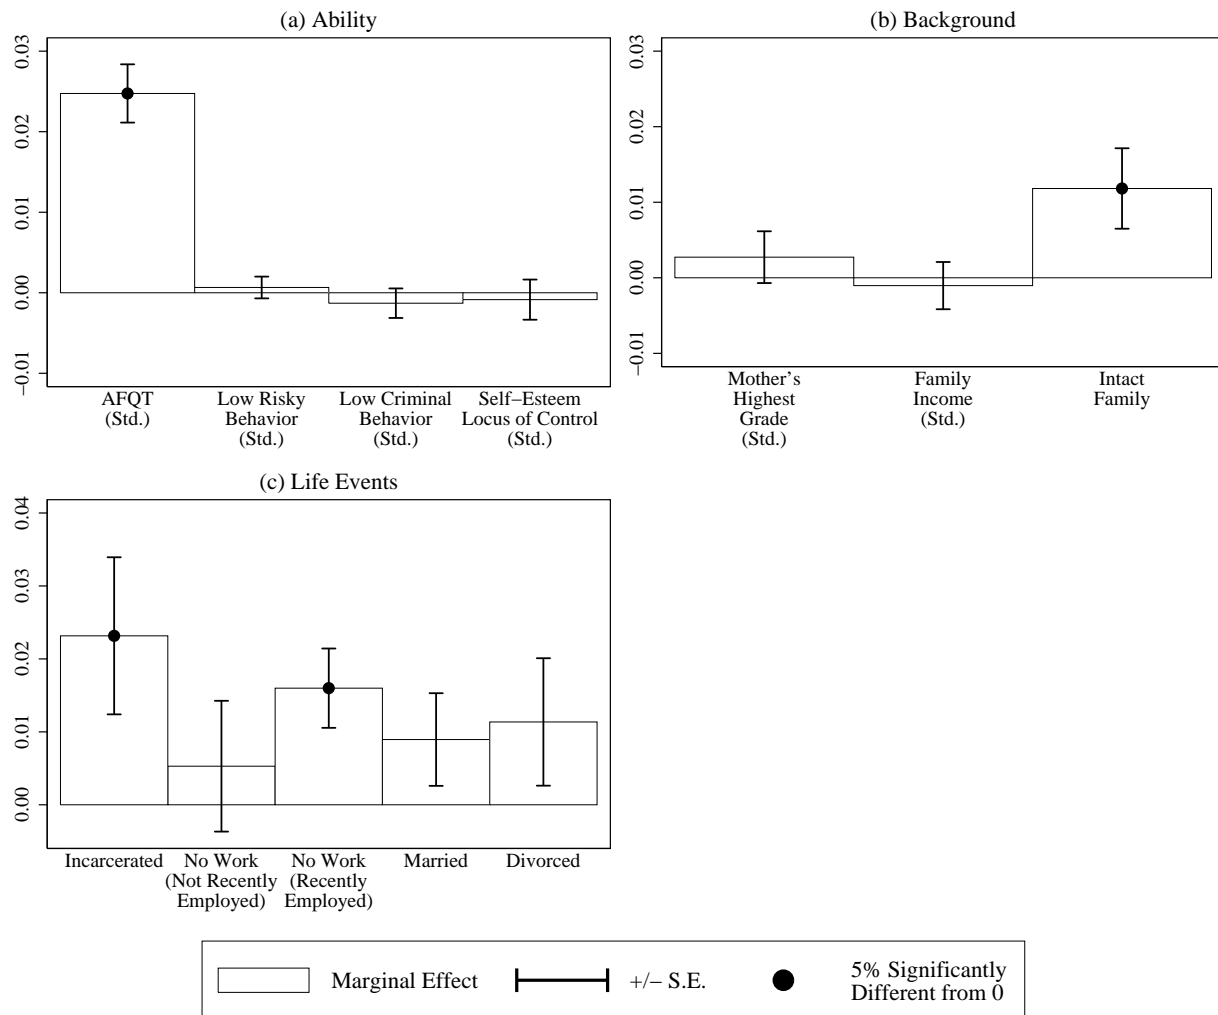 (a) Ability
0.03
0.02
0.01
0.00
−0.01
AFQT
(Std.)
Low Risky
Behavior
(Std.)
Low Criminal
Behavior
(Std.)
Self−Esteem
Locus of Control
(Std.)
(b) Background
0.03
0.02
0.01
0.00
−0.01
Mother's
Highest
Grade
(Std.)
Family
Income
(Std.)
Intact
Family
(c) Life Events
0.04
0.03
0.02
0.01
0.00
Incarcerated
No Work
(Not Recently
Employed)
No Work
(Recently
Employed)
Married
Divorced
Marginal Effect
+/− S.E.
5% Significantly
Different from 0